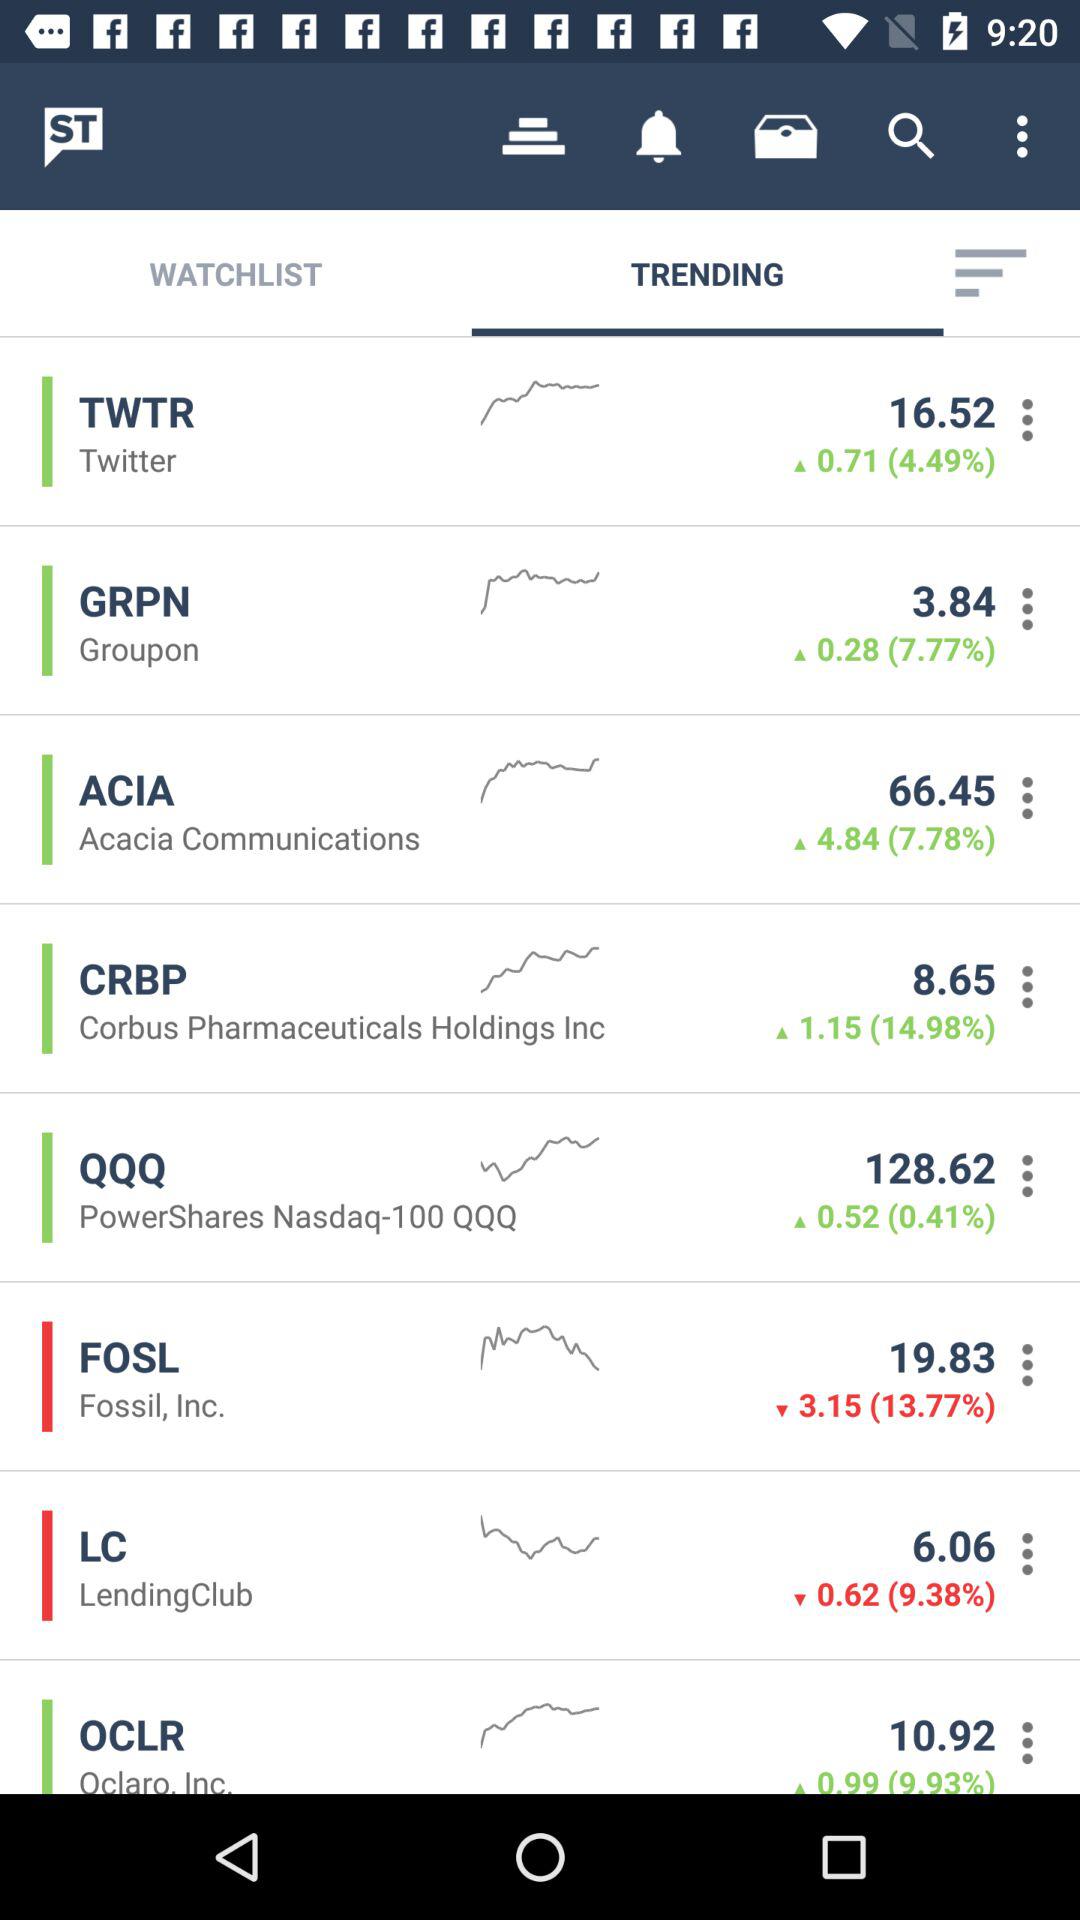 9:20
ST
WATCHLIST TRENDING
TWTR 16.52
Twitter ▲ 0.71 (4.49%)
GRPN 3.84
Groupon ▲ 0.28 (7.77%)
ACIA 66.45
Acacia Communications ▲ 4.84 (7.78%)
CRBP 8.65
Corbus Pharmaceuticals Holdings Inc ▲ 1.15 (14.98%)
QQQ 128.62
PowerShares Nasdaq-100 QQQ ▲ 0.52 (0.41%)
FOSL 19.83
Fossil, Inc. ▼ 3.15 (13.77%)
LC 6.06
LendingClub ▼ 0.62 (9.38%)
OCLR 10.92
Oclaro, Inc. ▲ 0.99 (9.93%)